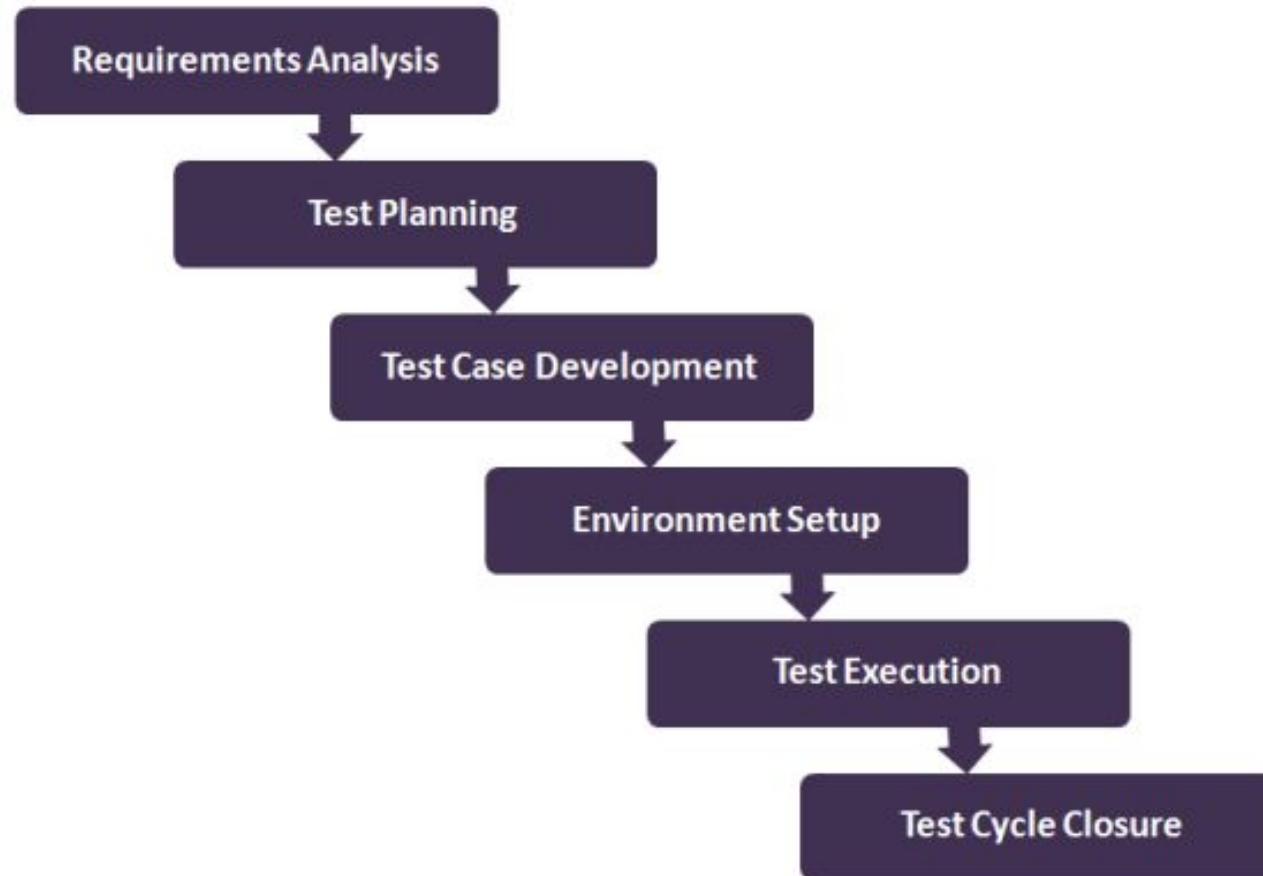 Requirements Analysis
Test Planning
Test Case Development
Environment Setup
Test Execution
Test Cycle Closure